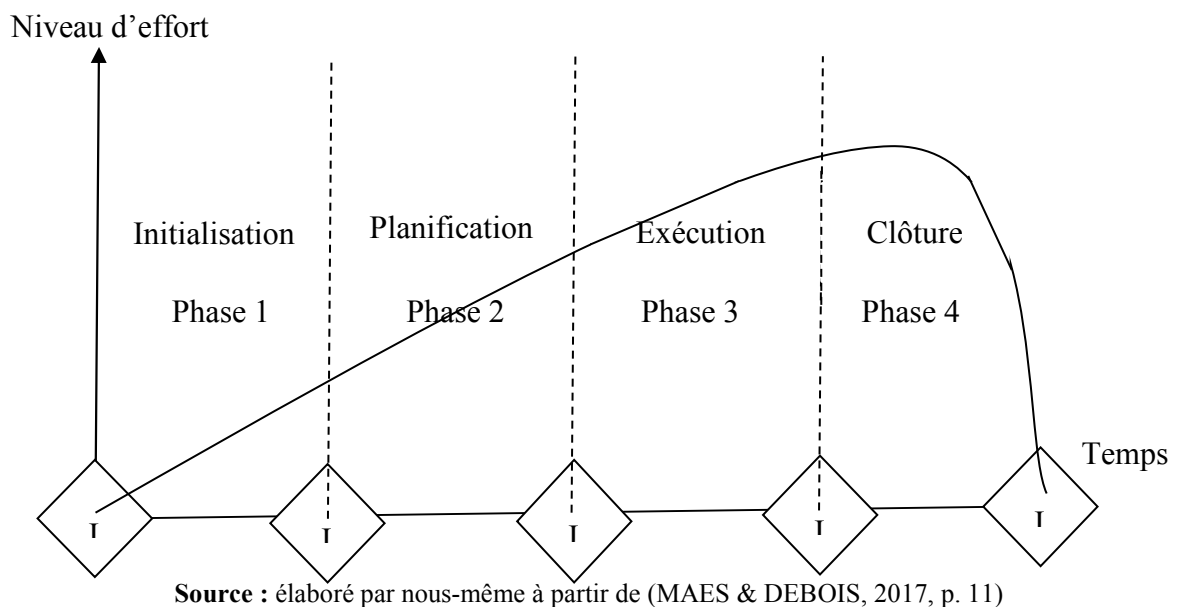 Niveau d'effort
Initialisation
Phase 1
Planification
Phase 2
Exécution
Phase 3
Clôture
Phase 4
Temps
Source : élaboré par nous-même à partir de (MAES & DEBOIS, 2017, p. 11)